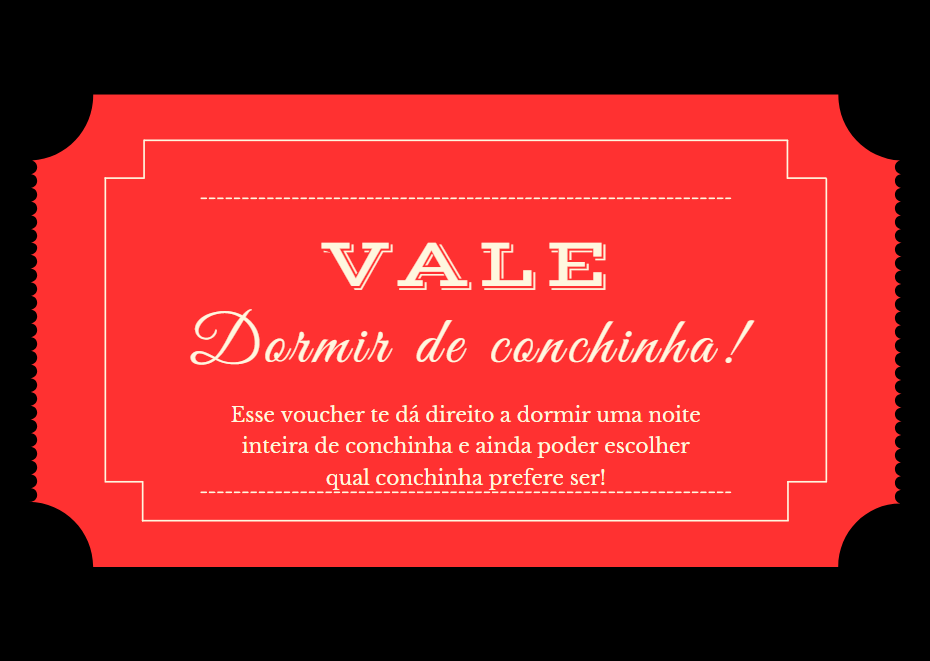 VALE
Dormir de conchinha!
Esse voucher te dá direito a dormir uma noite
inteira de conchinha e ainda poder escolher
qual conchinha prefere ser!